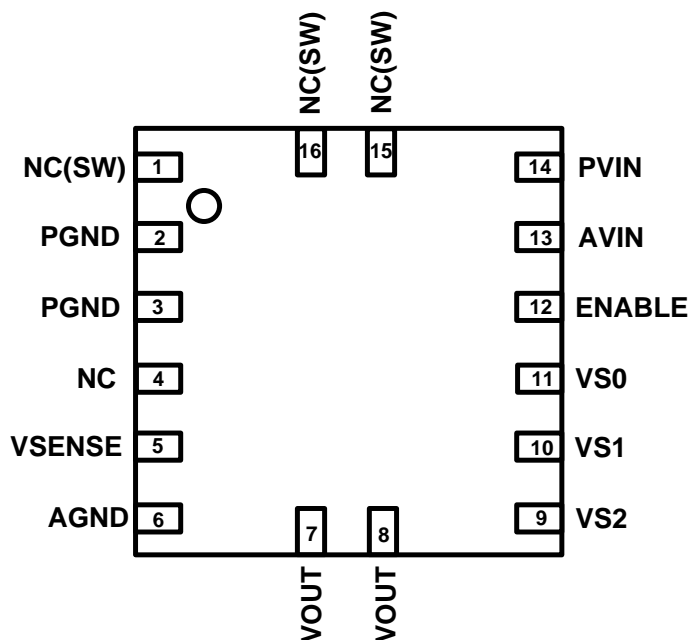 NC(SW) NC(SW)
16 15
NC(SW) 1 14 PVIN
PGND 2 13 AVIN
PGND 3 12 ENABLE
NC 4 11 VS0
VSENSE 5 10 VS1
AGND 6 9 VS2
7 8
VOUT VOUT